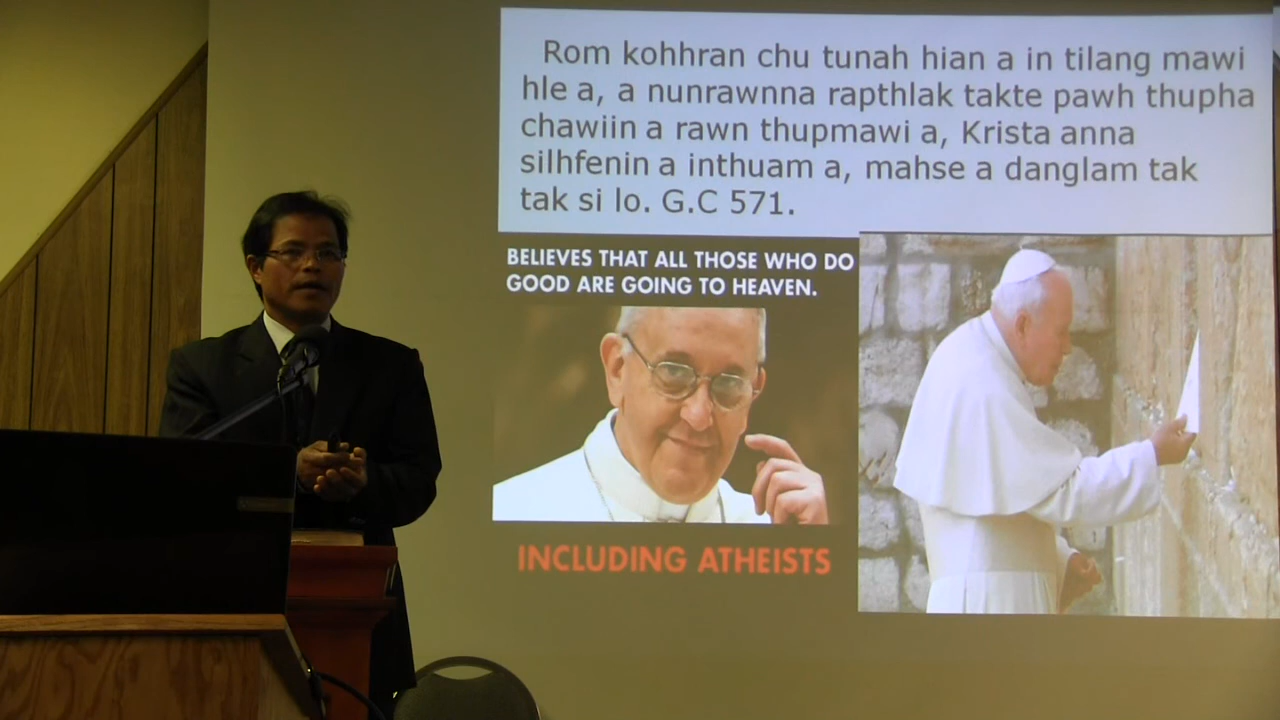 Rom kohhran chu tunah hian a in tilang mawi
hle a, a nunrawnna rapthlak takte pawh thupha
chawiin a rawn thupmawi a, Krista anna
silhfenin a inthuam a, mahse a danglam tak
tak si lo. G.C 571.
BELIEVES THAT ALL THOSE WHO DO
GOOD ARE GOING TO HEAVEN.
INCLUDING ATHEISTS